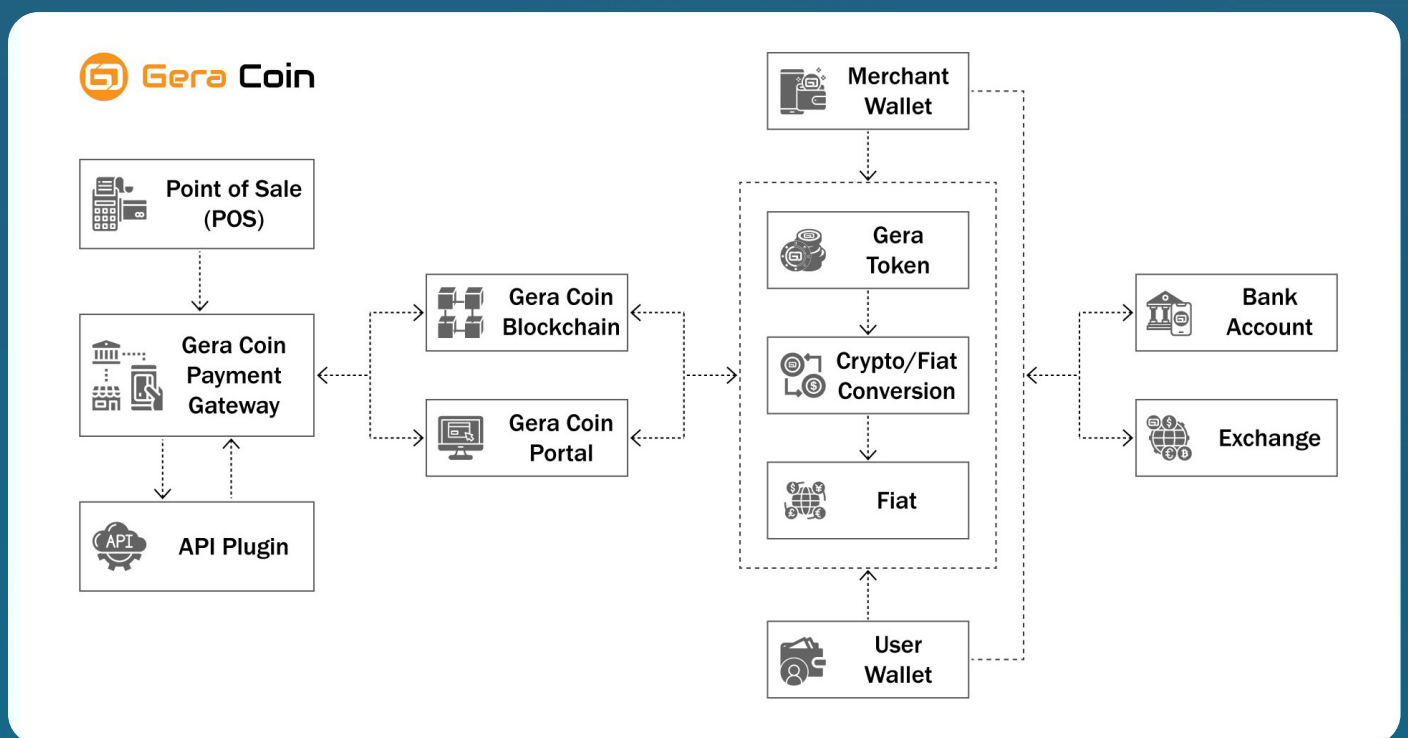 Gera Coin
Point of Sale
(POS)
Gera Coin
Payment
Gateway
API
API Plugin
Gera Coin
Blockchain
Gera Coin
Portal
Merchant
Wallet
Gera
Token
Crypto/Fiat
Conversion
Fiat
User
Wallet
Bank
Account
Exchange